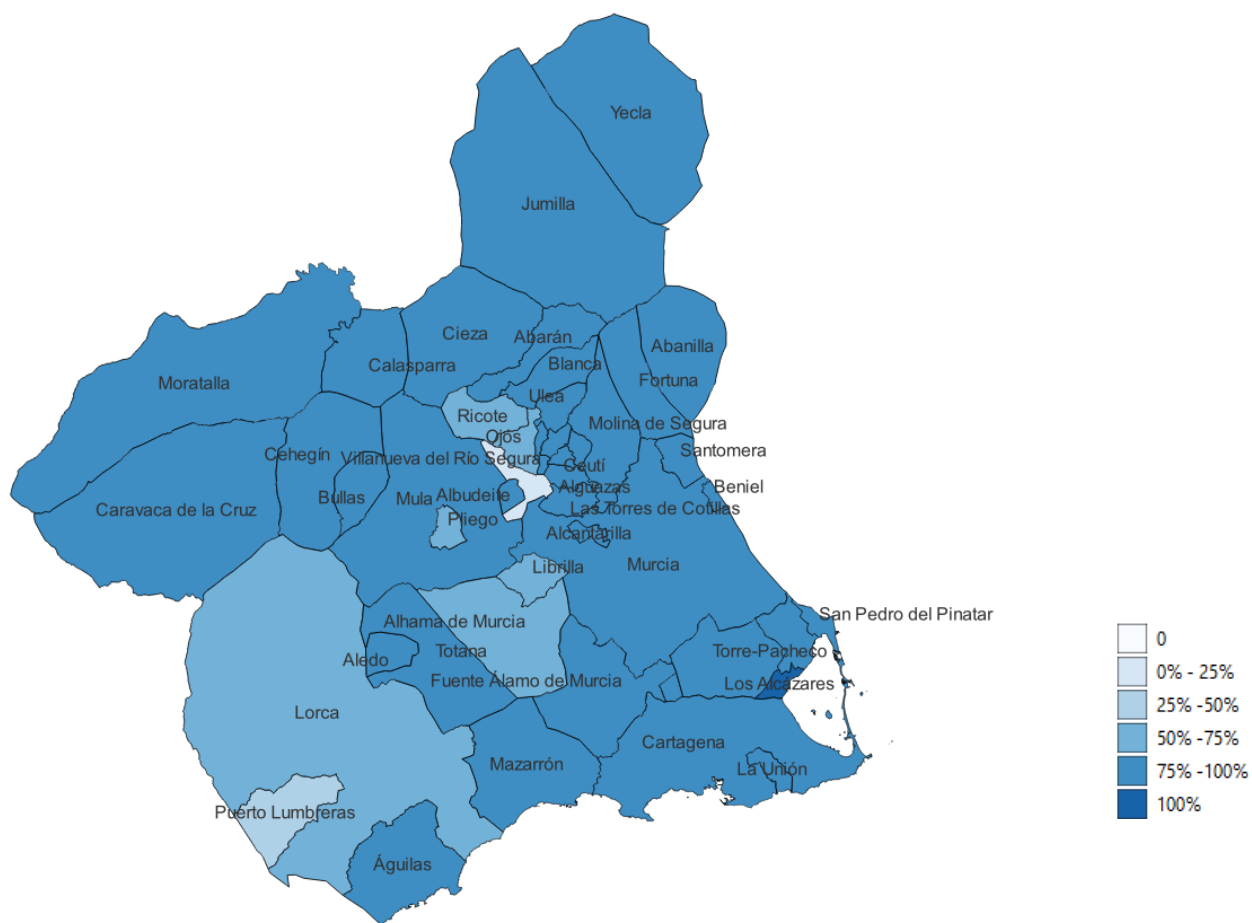 Yecla
Jumilla
Cieza
Abarán
Abanilla
Calasparra
Blanca
Moratalla
Fortuna
Ulea
Ricote
Molina de Segura
Ojos
Santomera
Cehegín
Villanueva del Río Segura
Ceutí
Beniel
Bullas
Mula
Albudeite
Alguazas
Caravaca de la Cruz
Las Torres de Cotillas
Pliego
Alcantarilla
Librilla
Murcia
San Pedro del Pinatar
Alhama de Murcia
Totana
Torre-Pacheco
Aledo
Fuente Álamo de Murcia
Los Alcázares
Lorca
Cartagena
Mazarrón
La Unión
Puerto Lumbreras
Águilas
0
0% - 25%
25% -50%
50% -75%
75% -100%
100%